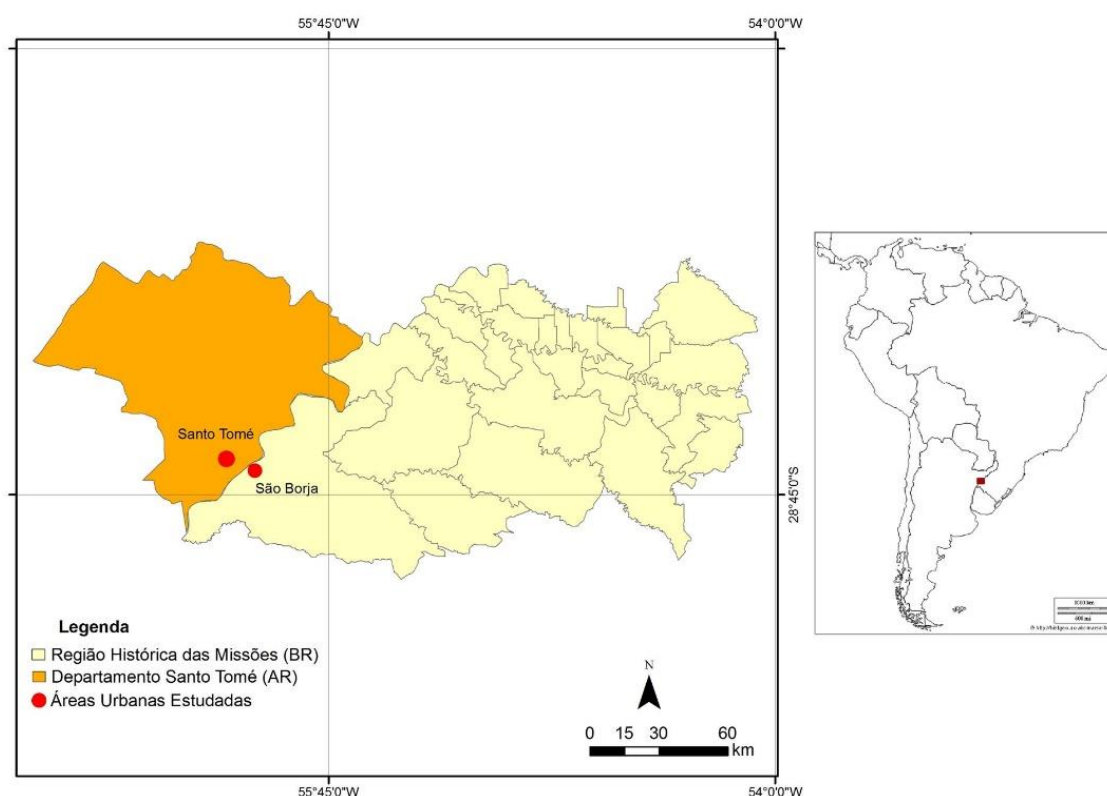 55°45'0"W
54°0'0"W
Santo Tomé
São Borja
28°45'0"S
Legenda
Região Histórica das Missões (BR)
Departamento Santo Tomé (AR)
Áreas Urbanas Estudadas
N
0 15 30 60
km
55°45'0"W
54°0'0"W